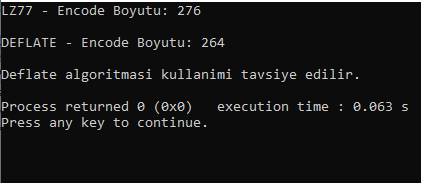 LZ77 - Encode Boyutu: 276
DEFLATE - Encode Boyutu: 264
Deflate algoritmasi kullanimi tavsiye edilir.
Process returned 0 (0x0)   execution time : 0.063 s
Press any key to continue.